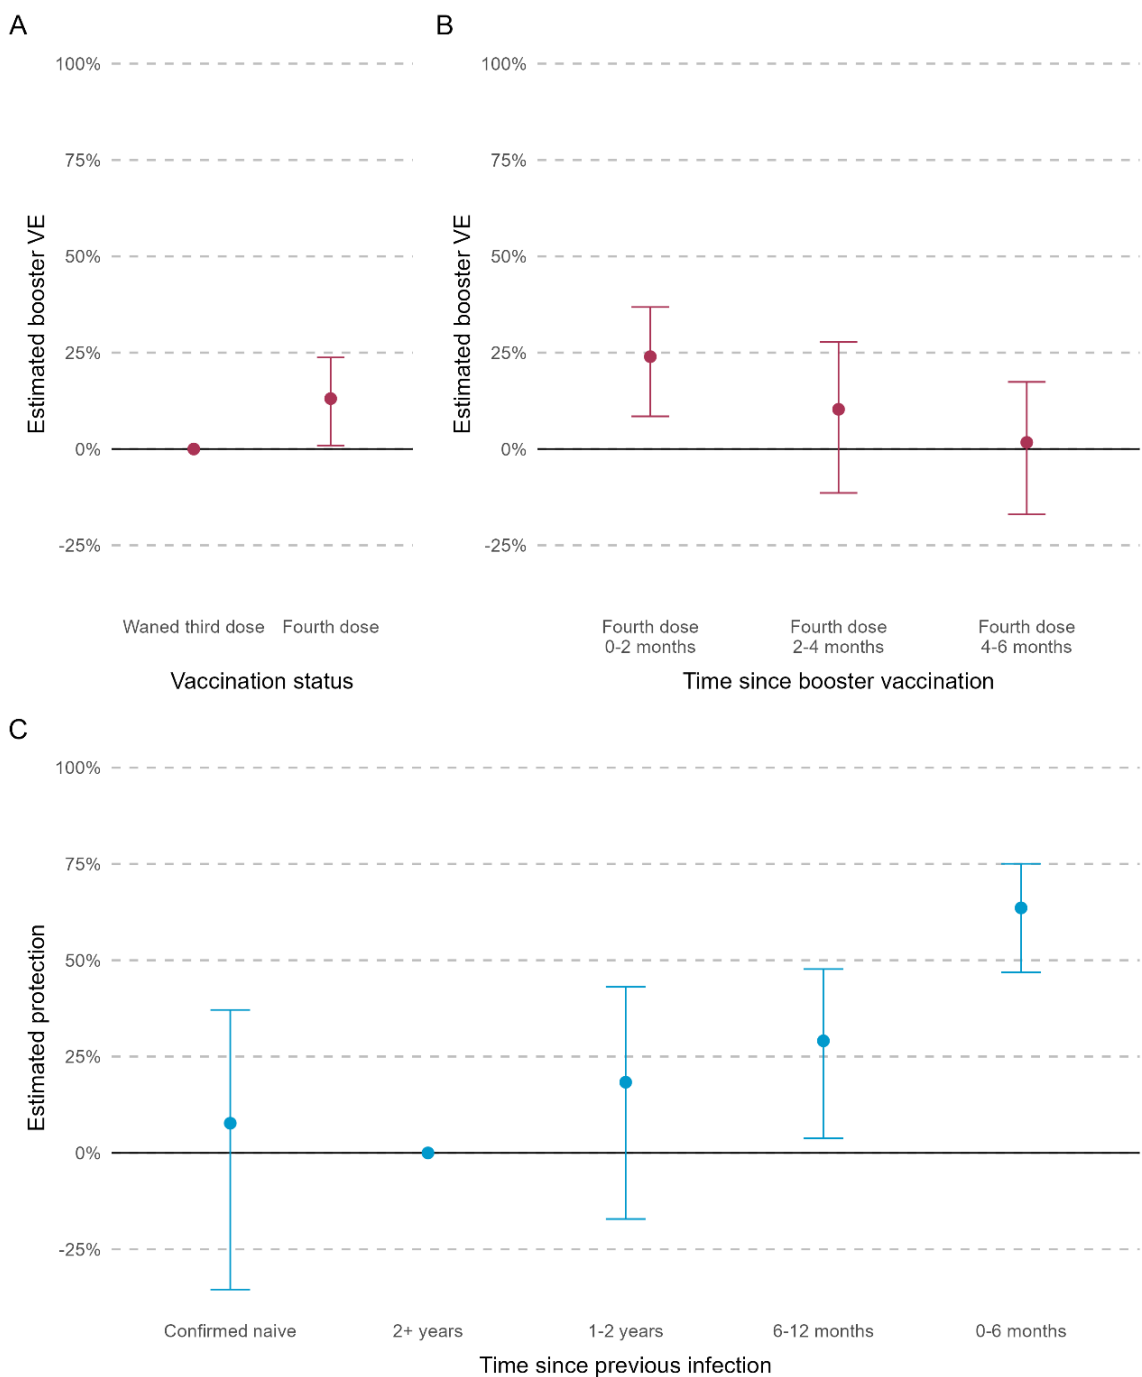 A
100%
75%
50%
25%
0%
-25%
Estimated booster VE
Waned third dose
Fourth dose
Vaccination status
B
100%
75%
50%
25%
0%
-25%
Estimated booster VE
Fourth dose
0-2 months
Fourth dose
2-4 months
Fourth dose
4-6 months
Time since booster vaccination
C
100%
75%
50%
25%
0%
-25%
Estimated protection
Confirmed naive
2+ years
1-2 years
6-12 months
0-6 months
Time since previous infection